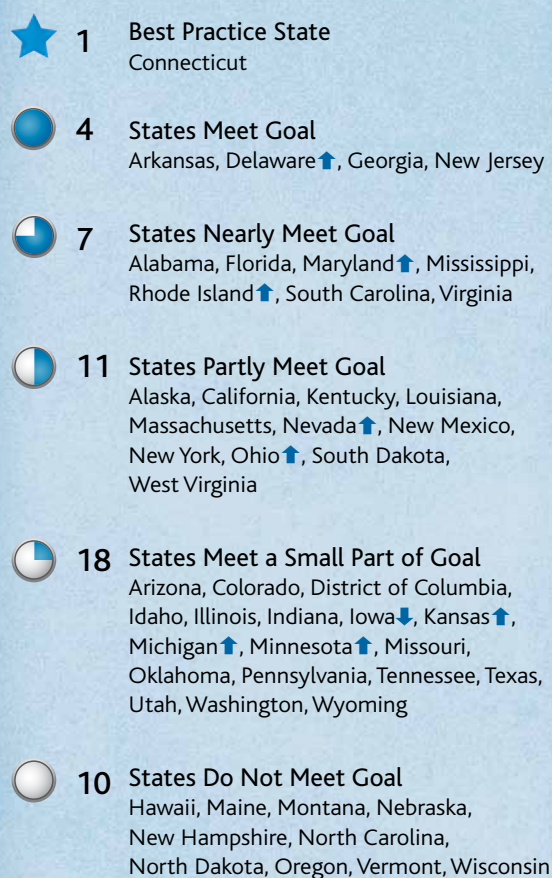 1 Best Practice State
Connecticut
4 States Meet Goal
Arkansas, Delaware⬆, Georgia, New Jersey
7 States Nearly Meet Goal
Alabama, Florida, Maryland⬆, Mississippi,
Rhode Island⬆, South Carolina, Virginia
11 States Partly Meet Goal
Alaska, California, Kentucky, Louisiana,
Massachusetts, Nevada⬆, New Mexico,
New York, Ohio⬆, South Dakota,
West Virginia
18 States Meet a Small Part of Goal
Arizona, Colorado, District of Columbia,
Idaho, Illinois, Indiana, Iowa⬇, Kansas⬆,
Michigan⬆, Minnesota⬆, Missouri,
Oklahoma, Pennsylvania, Tennessee, Texas,
Utah, Washington, Wyoming
10 States Do Not Meet Goal
Hawaii, Maine, Montana, Nebraska,
New Hampshire, North Carolina,
North Dakota, Oregon, Vermont, Wisconsin